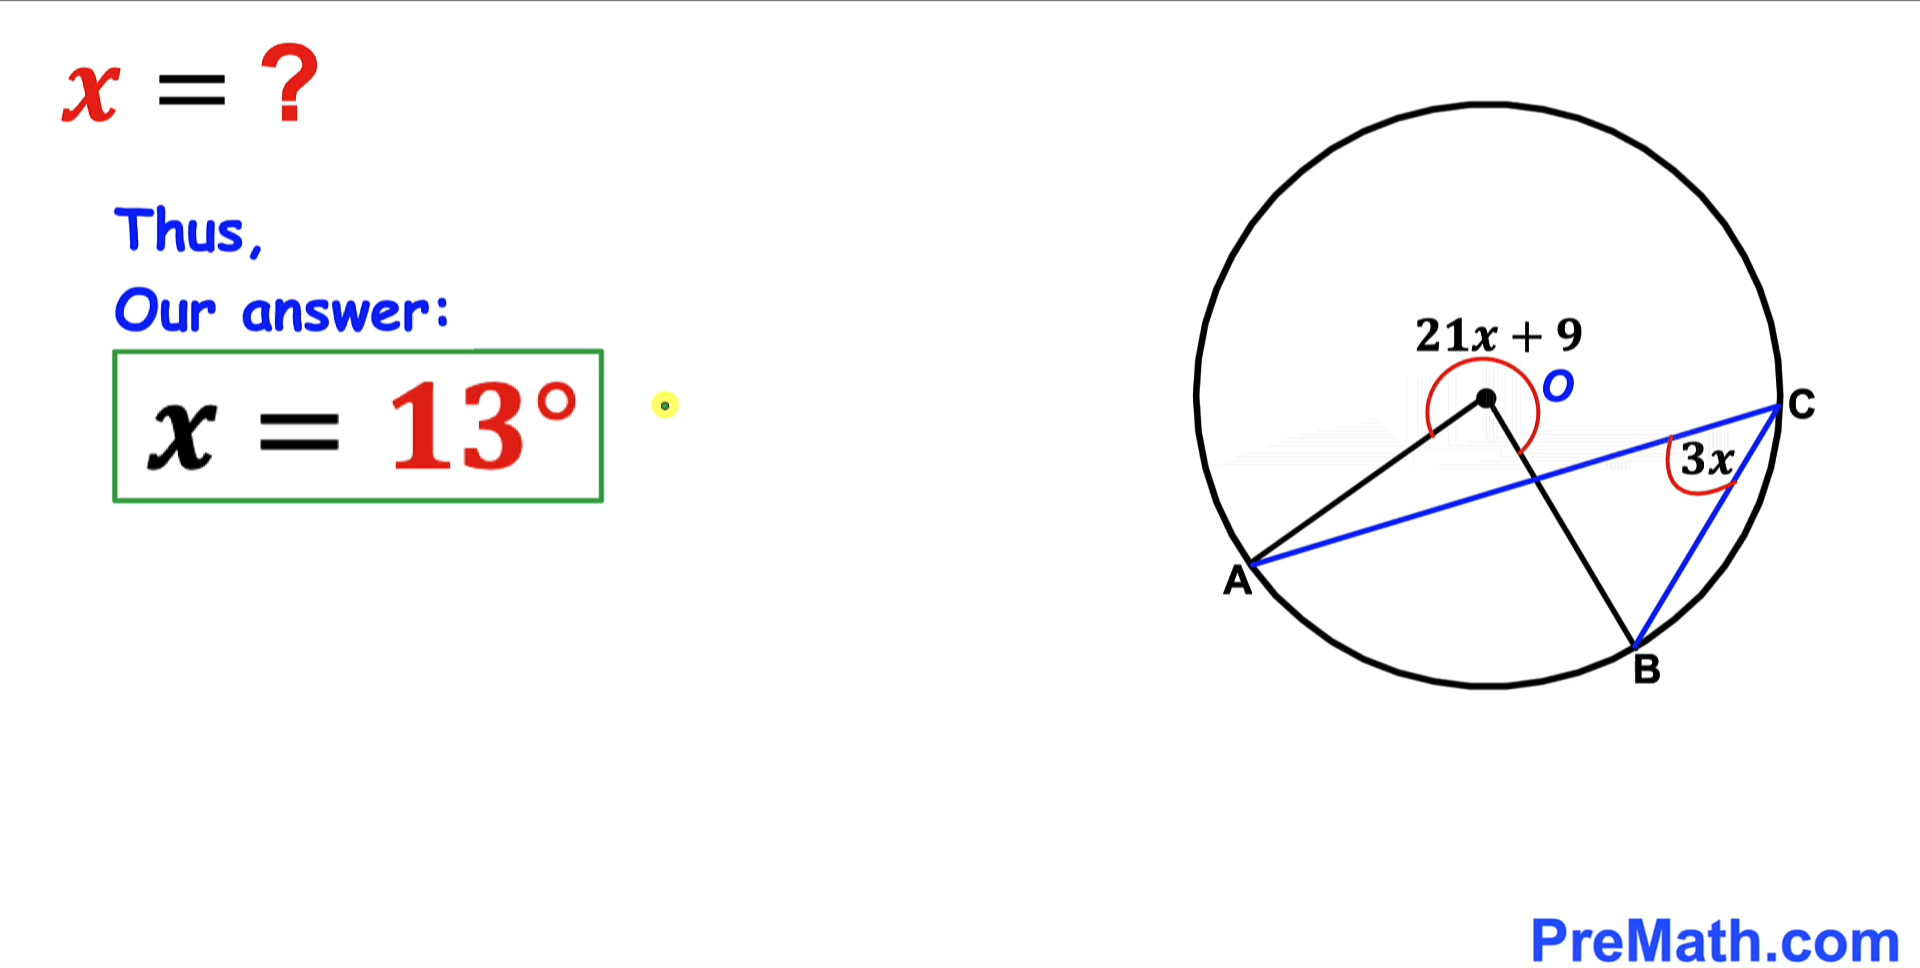 x = ?
Thus,
Our answer:
x = 13°
21x + 9
O
C
3x
A
B
PreMath.com